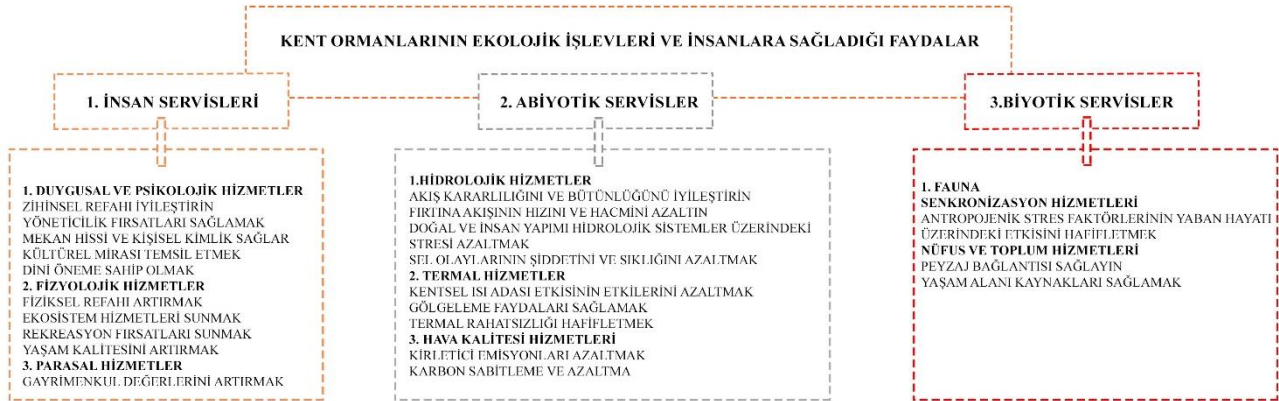 KENT ORMANLARININ EKOLOJİK İŞLEVLERİ VE İNSANLARA SAĞLADIĞI FAYDALAR
1. İNSAN SERVİSLERİ
2. ABİYOTİK SERVİSLER
3.BİYOTİK SERVİSLER
1. DUYGUSAL VE PSİKOLOJİK HİZMETLER
ZİHİNSEL REFAHI İYİLEŞTİRİN
YÖNETİCİLİK FIRSATLARI SAĞLAMAK
MEKAN HİSSİ VE KİŞİSEL KİMLİK SAĞLAR
KÜLTÜREL MİRASI TEMSİL ETMEK
DİNİ ÖNEME SAHİP OLMAK
2. FİZYOLOJİK HİZMETLER
FİZİKSEL REFAHI ARTIRMAK
EKOSİSTEM HİZMETLERİ SUNMAK
REKREASYON FIRSATLARI SUNMAK
YAŞAM KALİTESİNİ ARTIRMAK
3. PARASAL HİZMETLER
GAYRİMENKUL DEĞERLERİNİ ARTIRMAK
1.HİDROLOJİK HİZMETLER
AKIŞ KARARLILIĞINI VE BÜTÜNLÜĞÜNÜ İYİLEŞTİRİN
FIRTINA AKIŞININ HIZINI VE HACMİNİ AZALTIN
DOĞAL VE İNSAN YAPIMI HİDROLOJİK SİSTEMLER ÜZERİNDEKİ
STRESİ AZALTMAK
SEL OLAYLARININ ŞİDDETİNİ VE SIKLIĞINI AZALTMAK
2. TERMAL HİZMETLER
KENTSEL ISI ADASI ETKİSİNİN ETKİLERİNİ AZALTMAK
GÖLGELEME FAYDALARI SAĞLAMAK
TERMAL RAHATSIZLIĞI HAFİFLETMEK
3. HAVA KALİTESİ HİZMETLERİ
KİRLETİCİ EMİSYONLARI AZALTMAK
KARBON SABİTLEME VE AZALTMA
1. FAUNA
SENKRONİZASYON HİZMETLERİ
ANTROPOJENİK STRES FAKTÖRLERİNİN YABAN HAYATI
ÜZERİNDEKİ ETKİSİNİ HAFİFLETMEK
NÜFUS VE TOPLUM HİZMETLERİ
PEYZAJ BAĞLANTISI SAĞLAYIN
YAŞAM ALANI KAYNAKLARI SAĞLAMAK